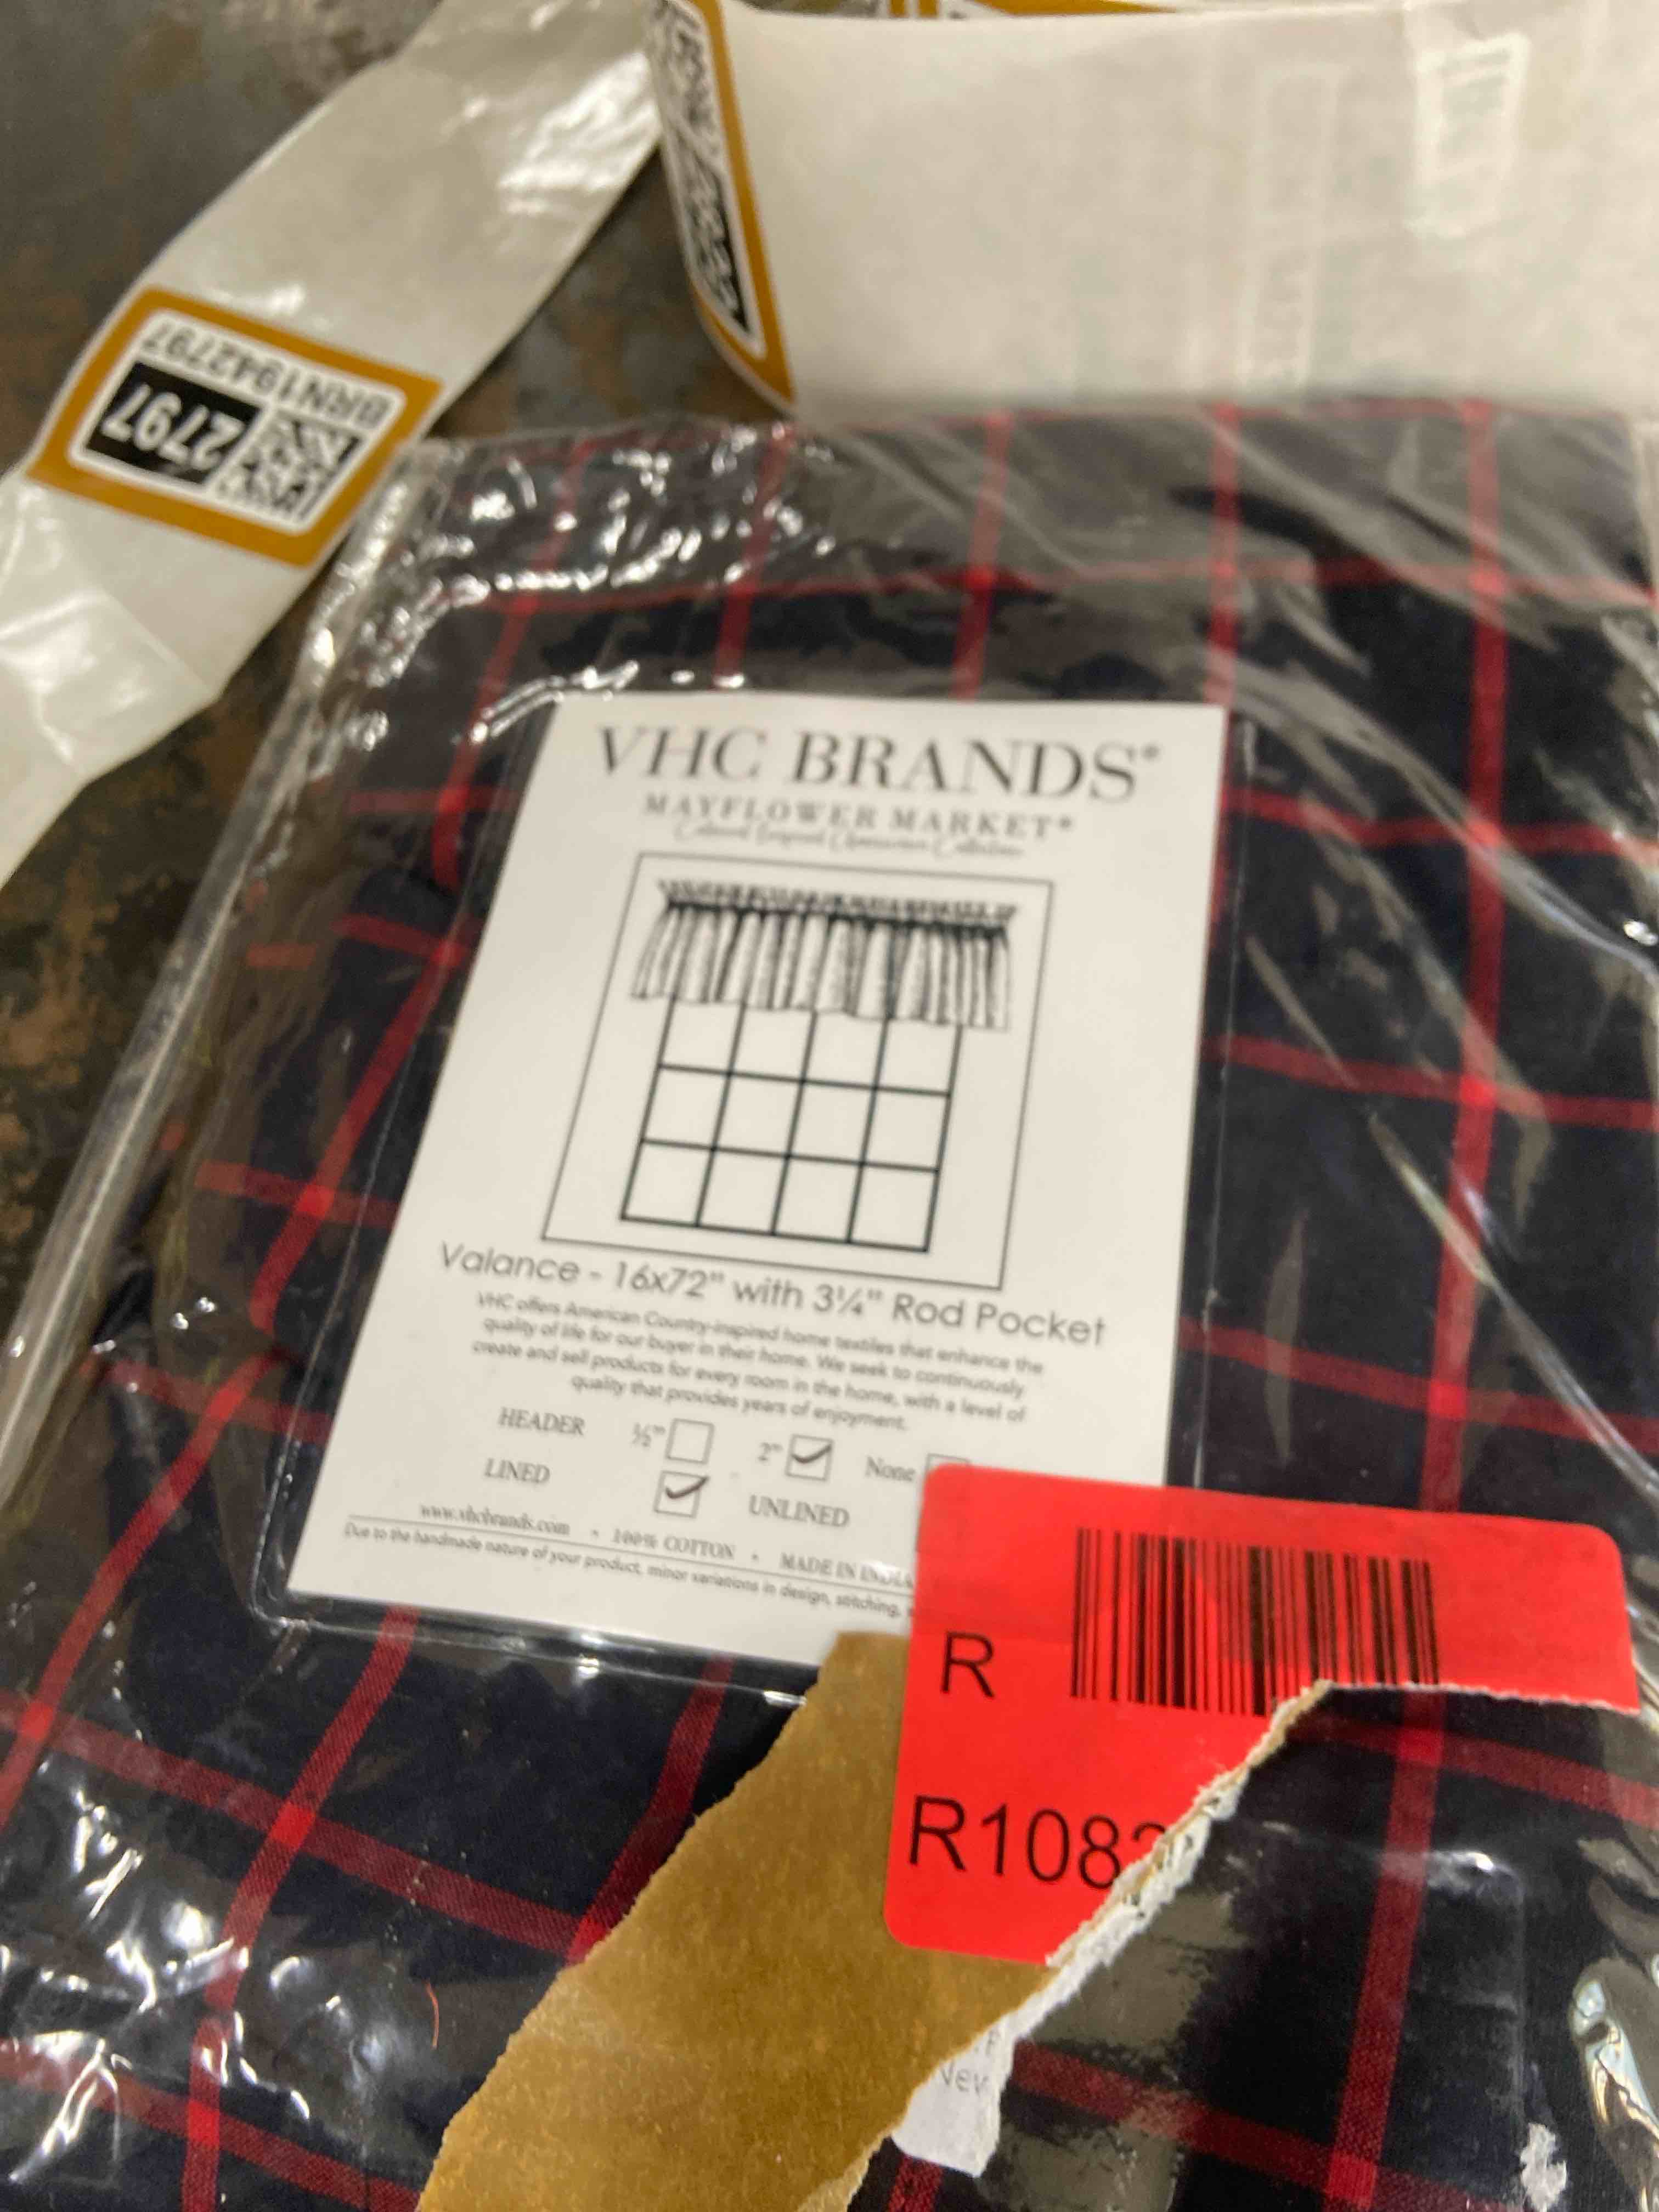 BRN1942797
2797
VHC BRANDS®
MAYFLOWER MARKET®
Valance - 16x72" with 3¼" Rod Pocket
VHC offers American Country-inspired home textiles that enhance the
quality of life for our buyer in their home. We seek to continuously
create and sell products for every room in the home, with a level of
quality that provides years of enjoyment.
HEADER ½" 2" None
LINED UNLINED
www.vhcbrands.com • 100% COTTON • MADE IN INDIA
Due to the handmade nature of your product, minor variations in design, stitching,
R
R108